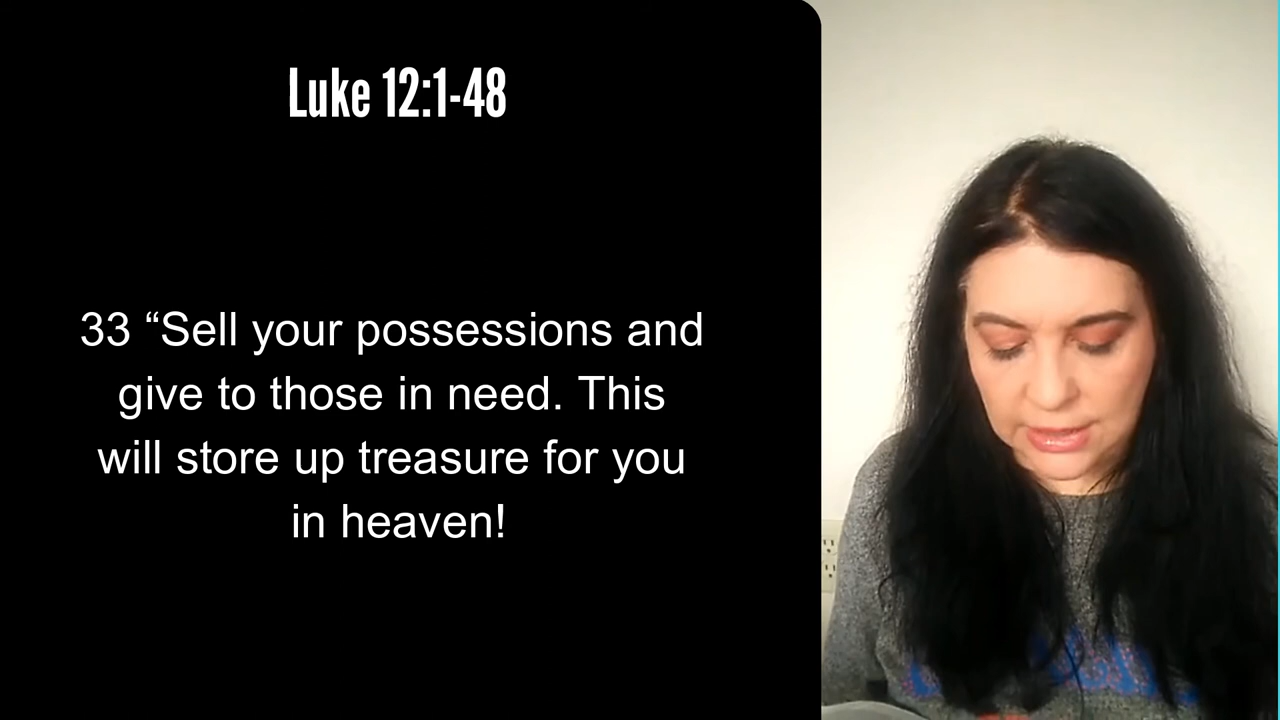 Luke 12:1-48
33 “Sell your possessions and
give to those in need. This
will store up treasure for you
in heaven!